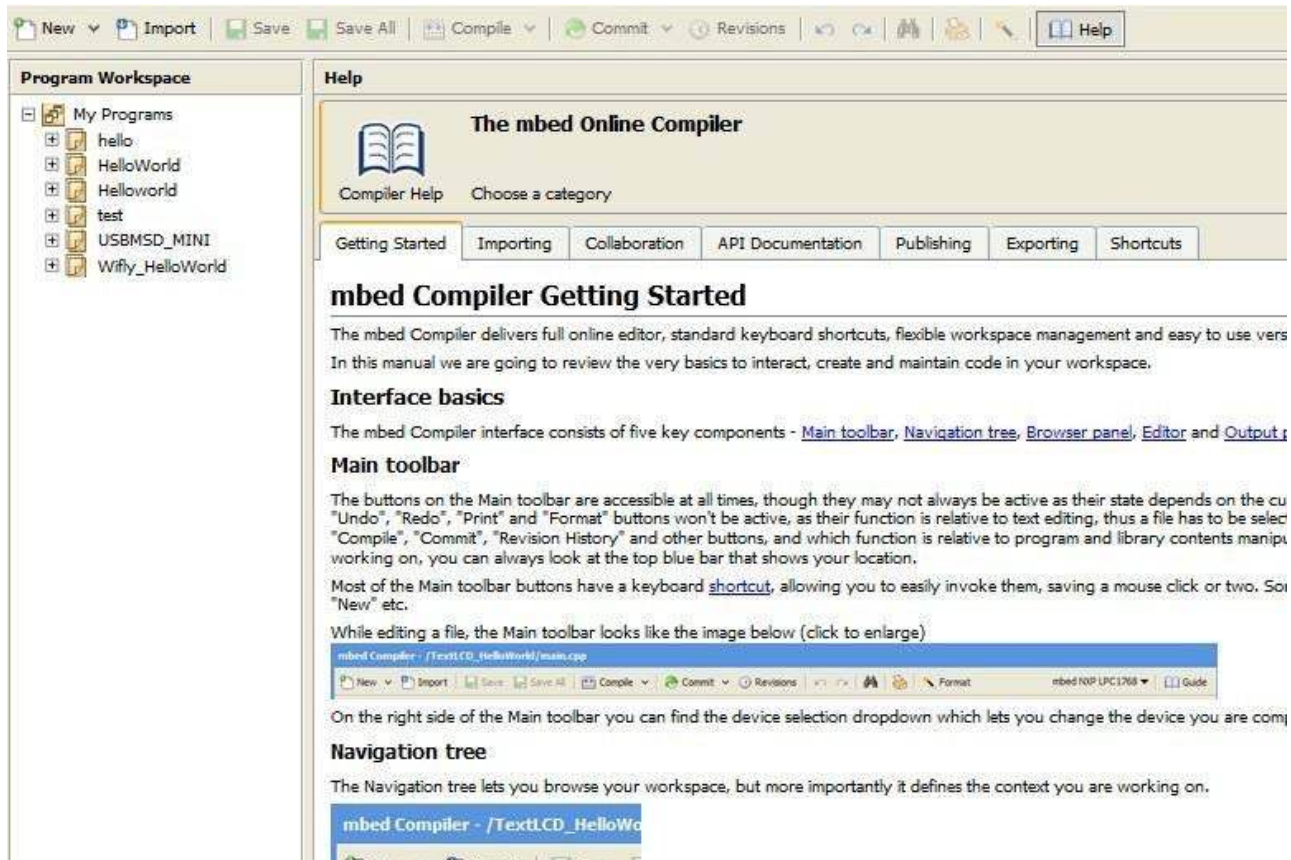 New Import Save Save All Compile Commit Revisions Help
Program Workspace
My Programs
hello
HelloWorld
Helloworld
test
USBMSD_MINI
Wifly_HelloWorld
Help
The mbed Online Compiler
Compiler Help Choose a category
Getting Started Importing Collaboration API Documentation Publishing Exporting Shortcuts
mbed Compiler Getting Started
The mbed Compiler delivers full online editor, standard keyboard shortcuts, flexible workspace management and easy to use vers
In this manual we are going to review the very basics to interact, create and maintain code in your workspace.
Interface basics
The mbed Compiler interface consists of five key components - Main toolbar, Navigation tree, Browser panel, Editor and Output p
Main toolbar
The buttons on the Main toolbar are accessible at all times, though they may not always be active as their state depends on the cu
"Undo", "Redo", "Print" and "Format" buttons won't be active, as their function is relative to text editing, thus a file has to be selec
"Compile", "Commit", "Revision History" and other buttons, and which function is relative to program and library contents manipu
working on, you can always look at the top blue bar that shows your location.
Most of the Main toolbar buttons have a keyboard shortcut, allowing you to easily invoke them, saving a mouse click or two. Sor
"New" etc.
While editing a file, the Main toolbar looks like the image below (click to enlarge)
mbed Compiler - /TextLCD_HelloWorld/main.cpp
New Import Save Save All Compile Commit Revisions Format mbed NXP LPC1768 Guide
On the right side of the Main toolbar you can find the device selection dropdown which lets you change the device you are comp
Navigation tree
The Navigation tree lets you browse your workspace, but more importantly it defines the context you are working on.
mbed Compiler - /TextLCD_HelloWo